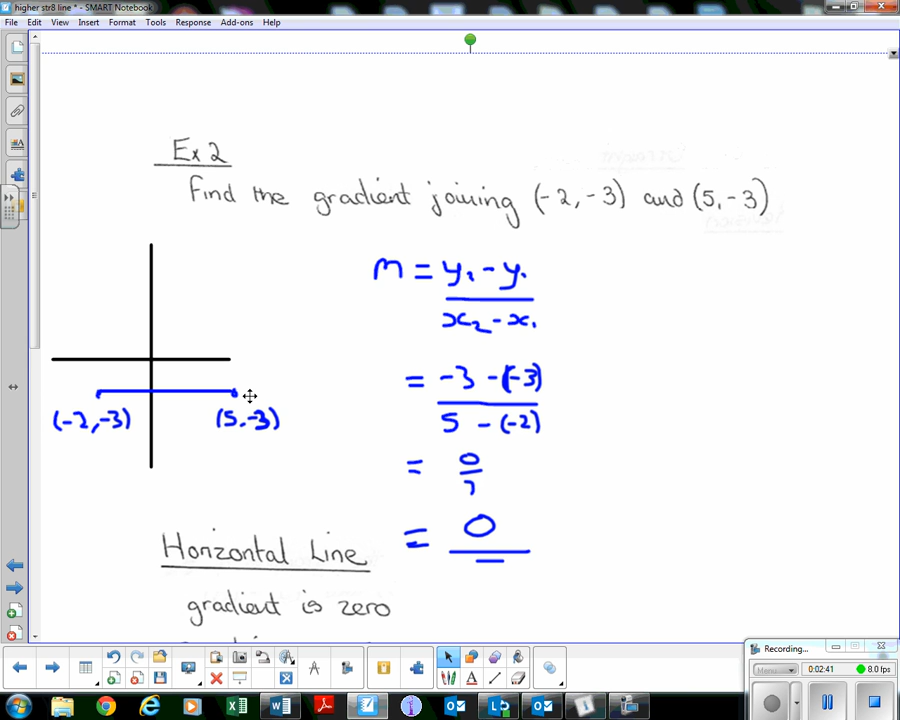 higher str8 line * - SMART Notebook
File Edit View Insert Format Tools Response Add-ons Help
Ex 2
Find the gradient joining (-2, -3) and (5, -3)
m = y₂ - y₁
x₂ - x₁
= -3 - (-3)
5 - (-2)
(-2, -3) (5, -3)
= 0
7
= 0
Horizontal Line
gradient is zero
Recording...
Menu
0:02:41 8.0 fps